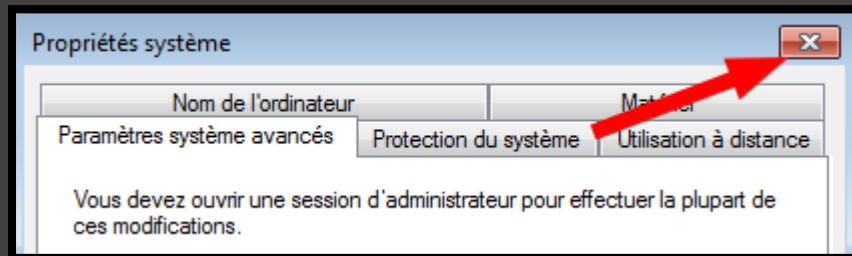 Propriétés système
Nom de l'ordinateur
Paramètres système avancés Protection du système Utilisation à distance
Vous devez ouvrir une session d'administrateur pour effectuer la plupart de
ces modifications.